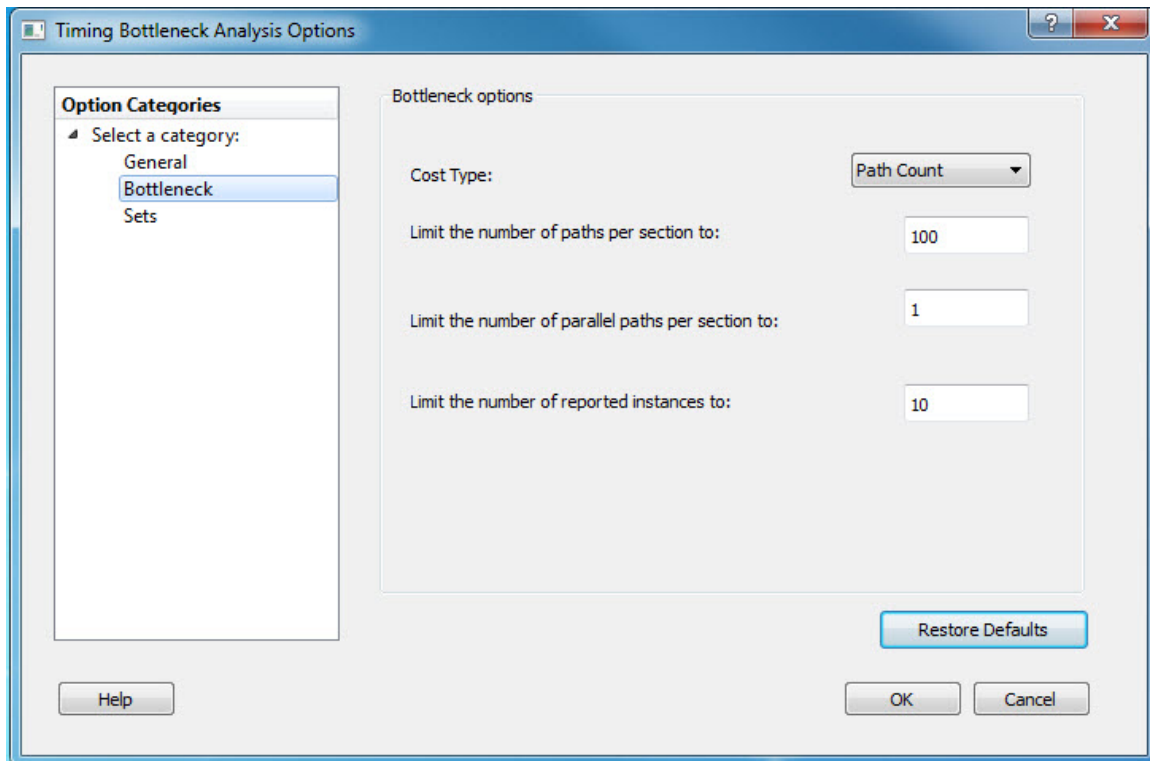 Timing Bottleneck Analysis Options
Option Categories
Select a category:
General
Bottleneck
Sets
Bottleneck options
Cost Type:
Path Count
Limit the number of paths per section to:
100
Limit the number of parallel paths per section to:
1
Limit the number of reported instances to:
10
Restore Defaults
Help
OK
Cancel